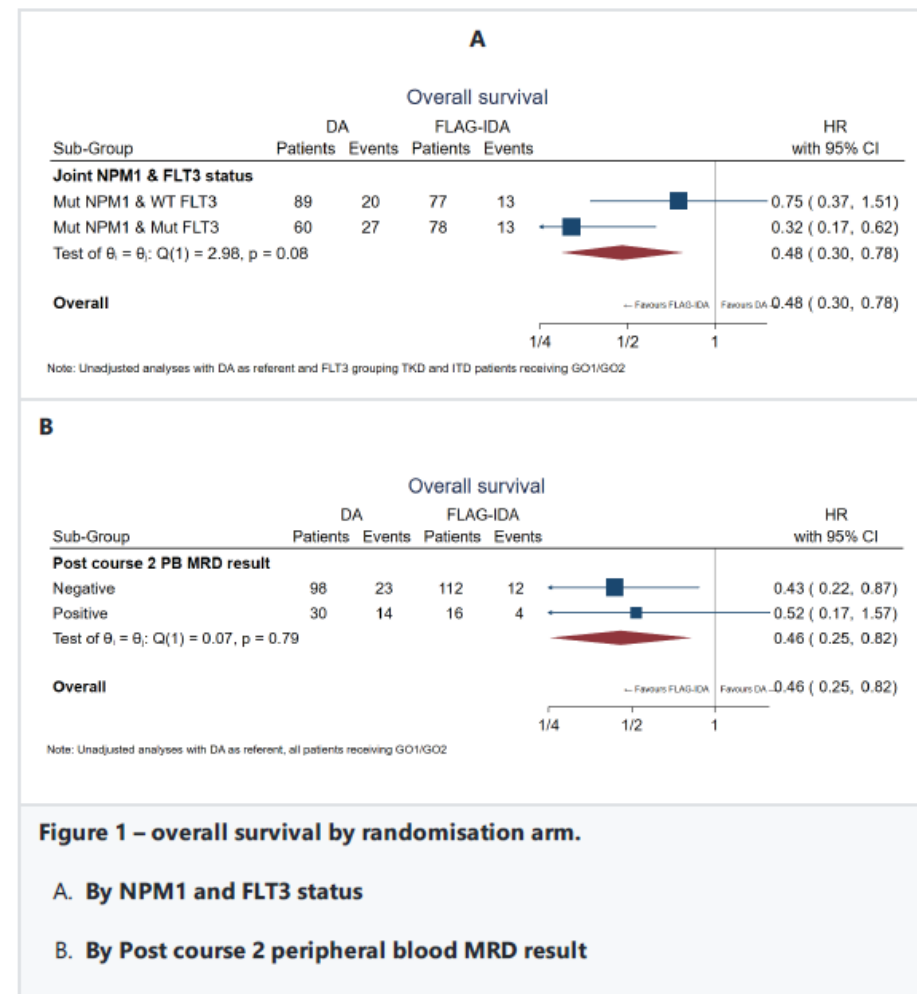 A
Overall survival
DA FLAG-IDA HR
Sub-Group Patients Events Patients Events with 95% CI
Joint NPM1 & FLT3 status
Mut NPM1 & WT FLT3 89 20 77 13 0.75 ( 0.37, 1.51)
Mut NPM1 & Mut FLT3 60 27 78 13 0.32 ( 0.17, 0.62)
Test of θi = θj: Q(1) = 2.98, p = 0.08 0.48 ( 0.30, 0.78)
Overall ← Favours FLAG-IDA Favours DA 0.48 ( 0.30, 0.78)
1/4 1/2 1
Note: Unadjusted analyses with DA as referent and FLT3 grouping TKD and ITD patients receiving GO1/GO2
B
Overall survival
DA FLAG-IDA HR
Sub-Group Patients Events Patients Events with 95% CI
Post course 2 PB MRD result
Negative 98 23 112 12 0.43 ( 0.22, 0.87)
Positive 30 14 16 4 0.52 ( 0.17, 1.57)
Test of θi = θj: Q(1) = 0.07, p = 0.79 0.46 ( 0.25, 0.82)
Overall ← Favours FLAG-IDA Favours DA 0.46 ( 0.25, 0.82)
1/4 1/2 1
Note: Unadjusted analyses with DA as referent, all patients receiving GO1/GO2
Figure 1 – overall survival by randomisation arm.
A. By NPM1 and FLT3 status
B. By Post course 2 peripheral blood MRD result